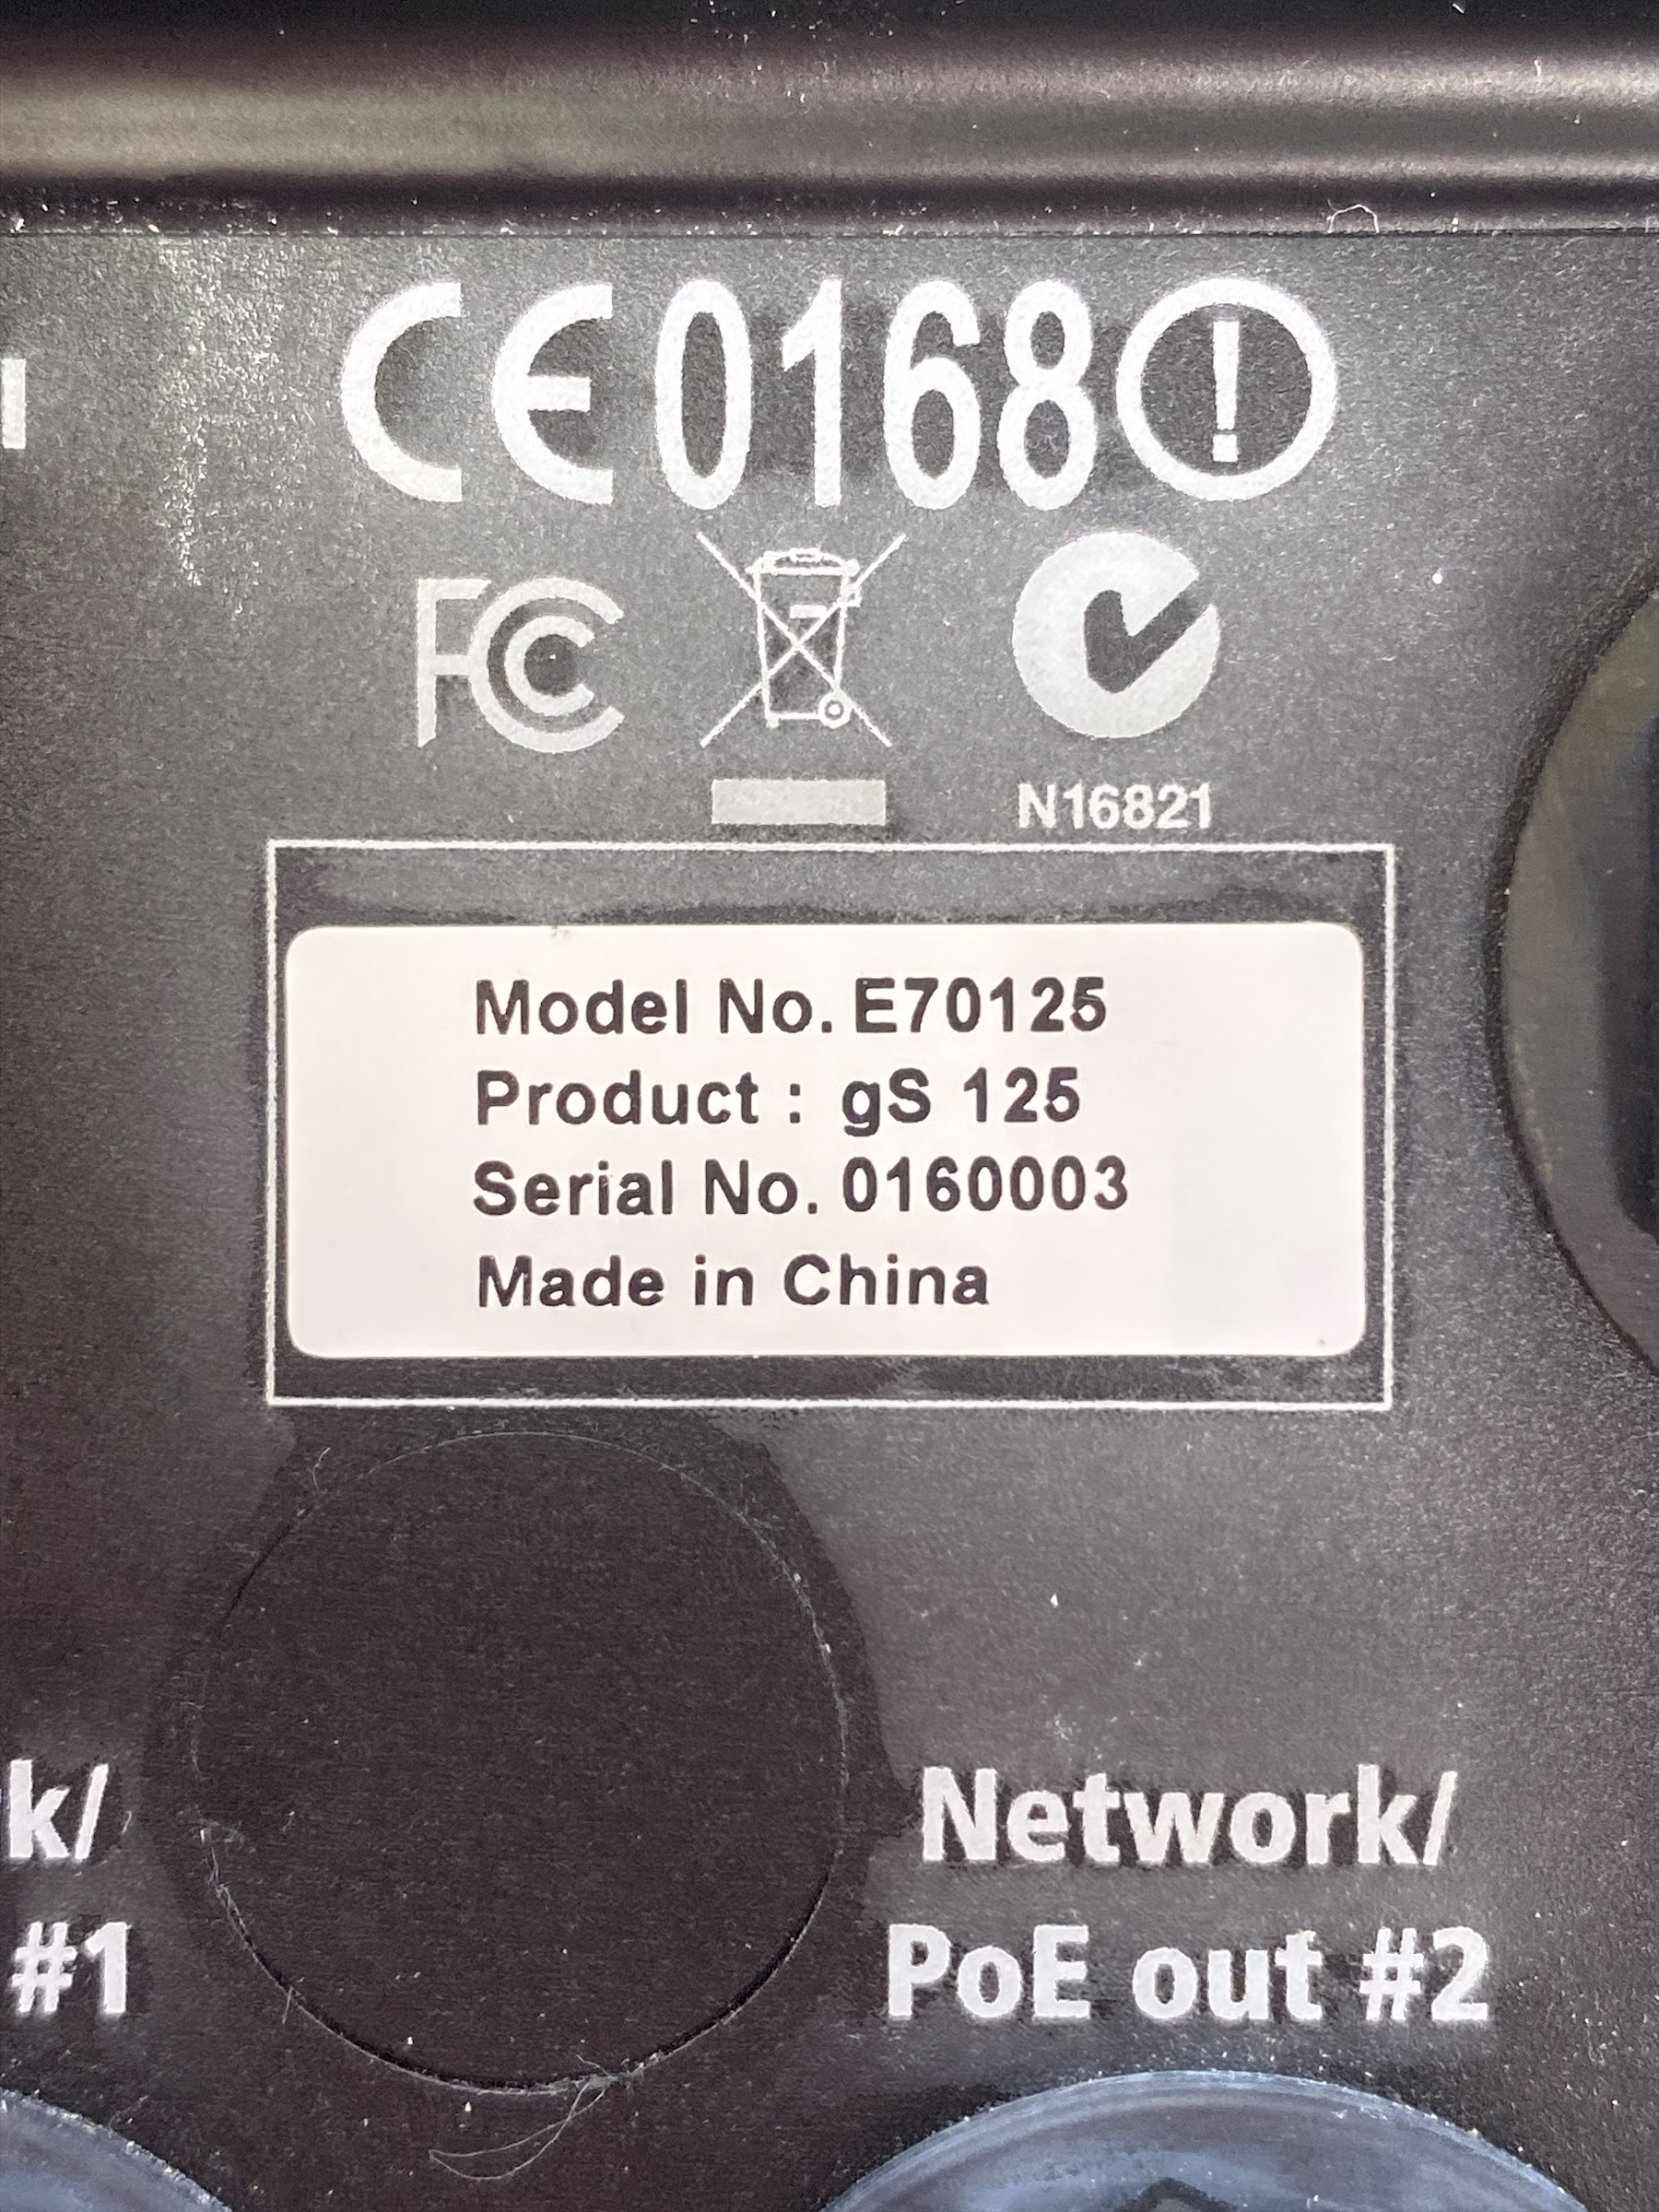 CE0168!
FC
N16821
Model No. E70125
Product : gS 125
Serial No. 0160003
Made in China
k/
#1
Network/
PoE out #2